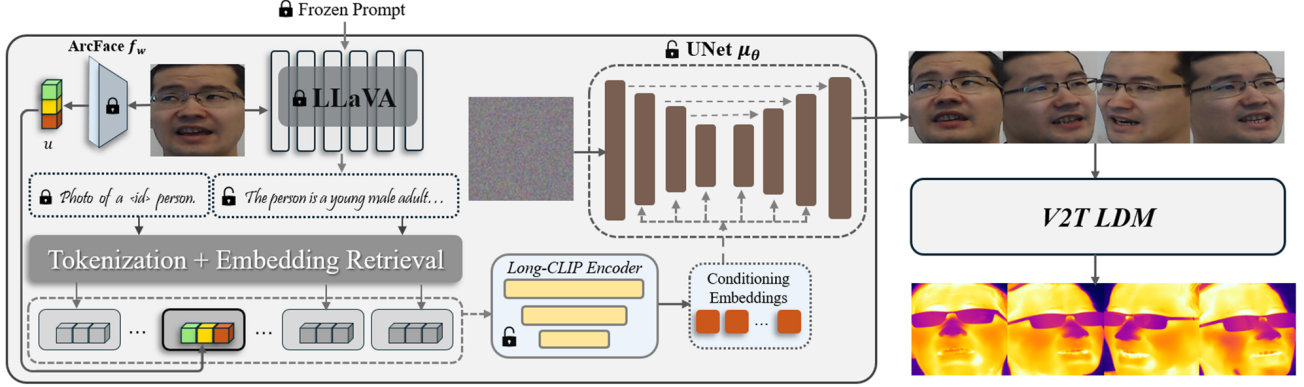 Frozen Prompt
ArcFace f_w
LLaVA
UNet μ_θ
u
Photo of a <id> person.
The person is a young male adult...
Tokenization + Embedding Retrieval
...
...
Long-CLIP Encoder
Conditioning
Embeddings
...
V2T LDM